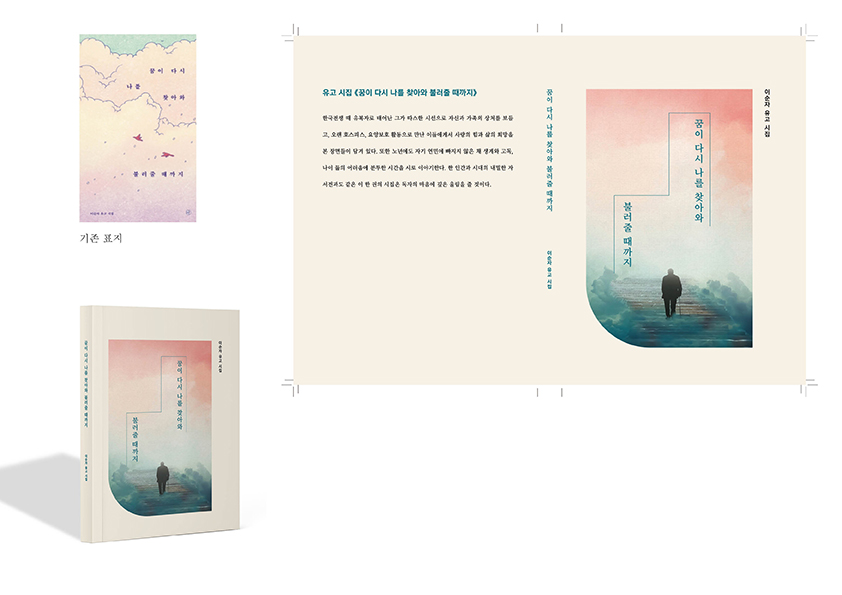 꿈이 다시
나를
찾아와
불러줄 때까지
이순자 유고 시집
기존 표지
유고 시집 《꿈이 다시 나를 찾아와 불러줄 때까지》
한국전쟁 때 유복자로 태어난 그가 따스한 시선으로 자신과 가족의 상처를 보듬
고, 오랜 호스피스, 요양보호 활동으로 만난 이들에게서 사랑의 힘과 삶의 희망을
본 장면들이 담겨 있다. 또한 노년에도 자기 연민에 빠지지 않은 채 생계와 고독,
나이 듦의 어려움에 분투한 시간을 시로 이야기한다. 한 인간과 시대의 내밀한 자
서전과도 같은 이 한 권의 시집은 독자의 마음에 깊은 울림을 줄 것이다.
꿈이 다시 나를 찾아와 불러줄 때까지
이순자 유고 시집
꿈이 다시 나를 찾아와
불러줄 때까지
이순자 유고 시집
꿈이 다시 나를 찾아와 불러줄 때까지
이순자 유고 시집
꿈이 다시 나를 찾아와
불러줄 때까지
이순자 유고 시집